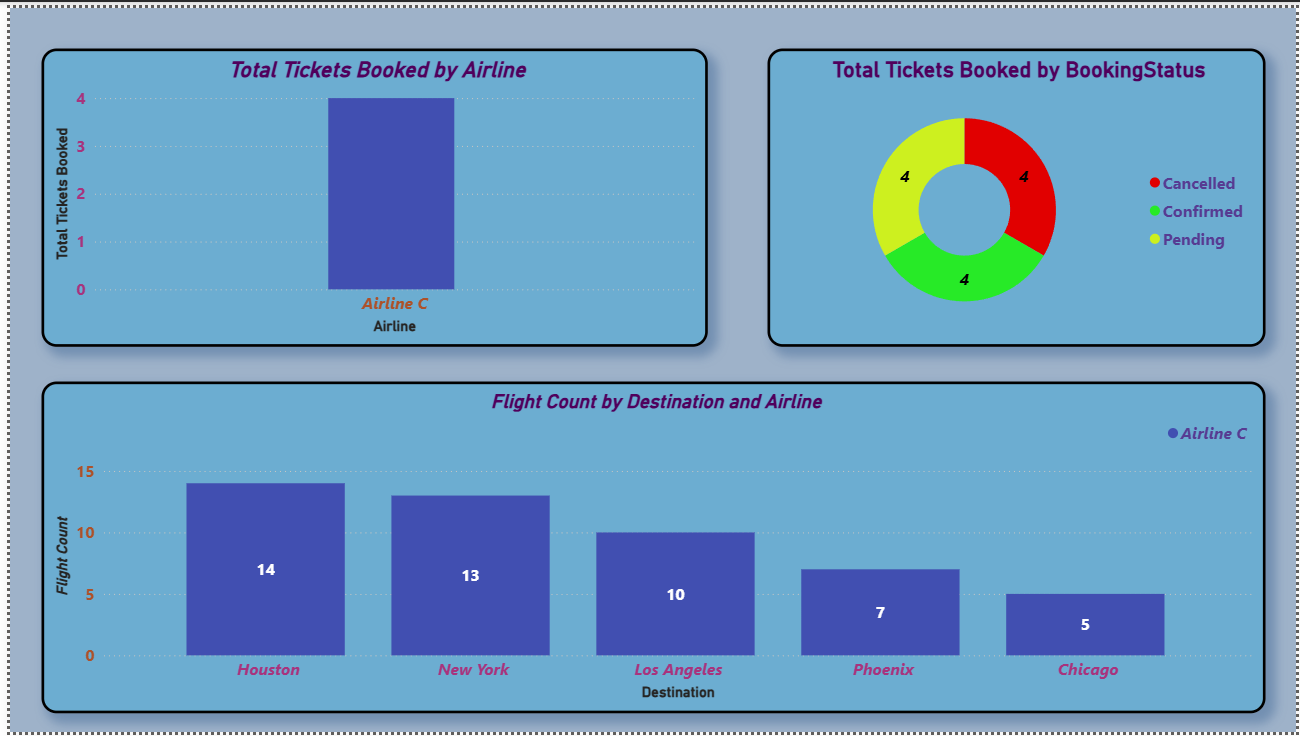 Total Tickets Booked by Airline
Total Tickets Booked
4
3
2
1
0
Airline C
Airline
Total Tickets Booked by BookingStatus
4
4
4
Cancelled
Confirmed
Pending
Flight Count by Destination and Airline
Airline C
Flight Count
15
10
5
0
14
13
10
7
5
Houston
New York
Los Angeles
Phoenix
Chicago
Destination